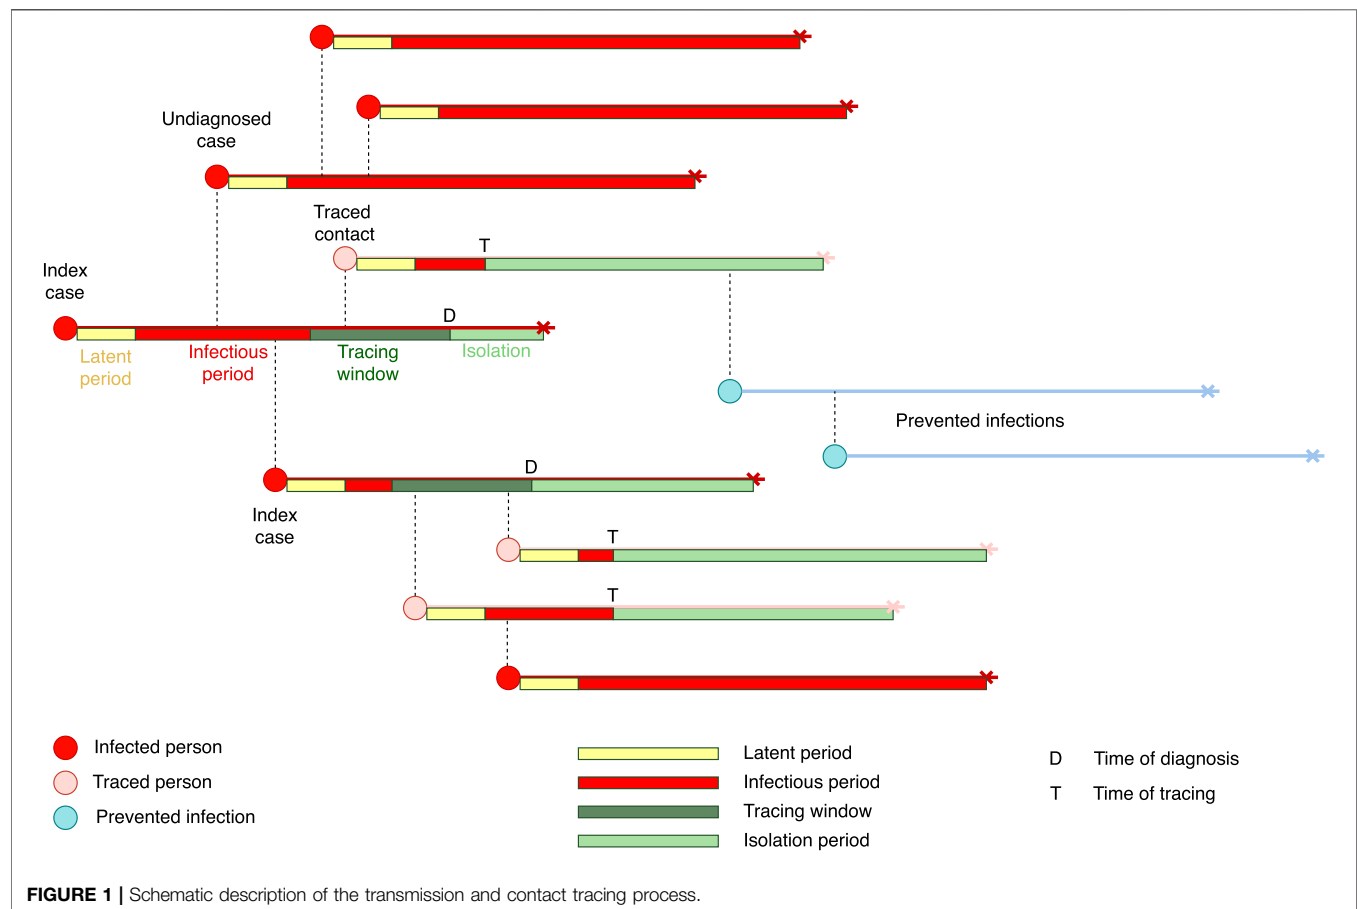 Undiagnosed
case
Traced
contact
T
Index
case
D
Latent
period
Infectious
period
Tracing
window
Isolation
Prevented infections
D
Index
case
T
T
Infected person
Traced person
Prevented infection
Latent period
Infectious period
Tracing window
Isolation period
D Time of diagnosis
T Time of tracing
FIGURE 1 | Schematic description of the transmission and contact tracing process.